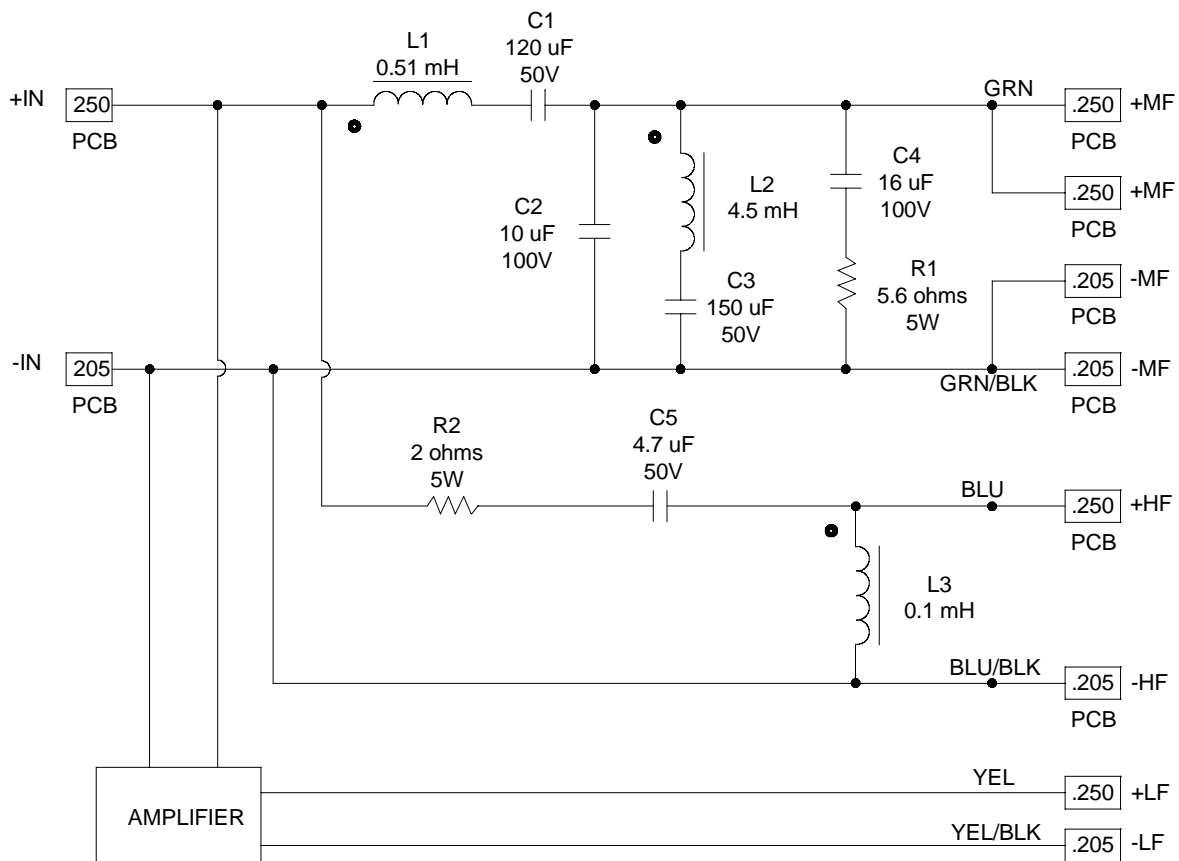 C1
120 uF
50V
L1
0.51 mH
+IN
250
PCB
GRN
.250
+MF
PCB
C4
16 uF
100V
L2
4.5 mH
.250
+MF
PCB
C2
10 uF
100V
C3
150 uF
50V
R1
5.6 ohms
5W
.205
-MF
-IN
205
PCB
GRN/BLK
.205
-MF
PCB
R2
2 ohms
5W
C5
4.7 uF
50V
BLU
.250
+HF
PCB
L3
0.1 mH
BLU/BLK
.205
-HF
PCB
AMPLIFIER
YEL
.250
+LF
YEL/BLK
.205
-LF